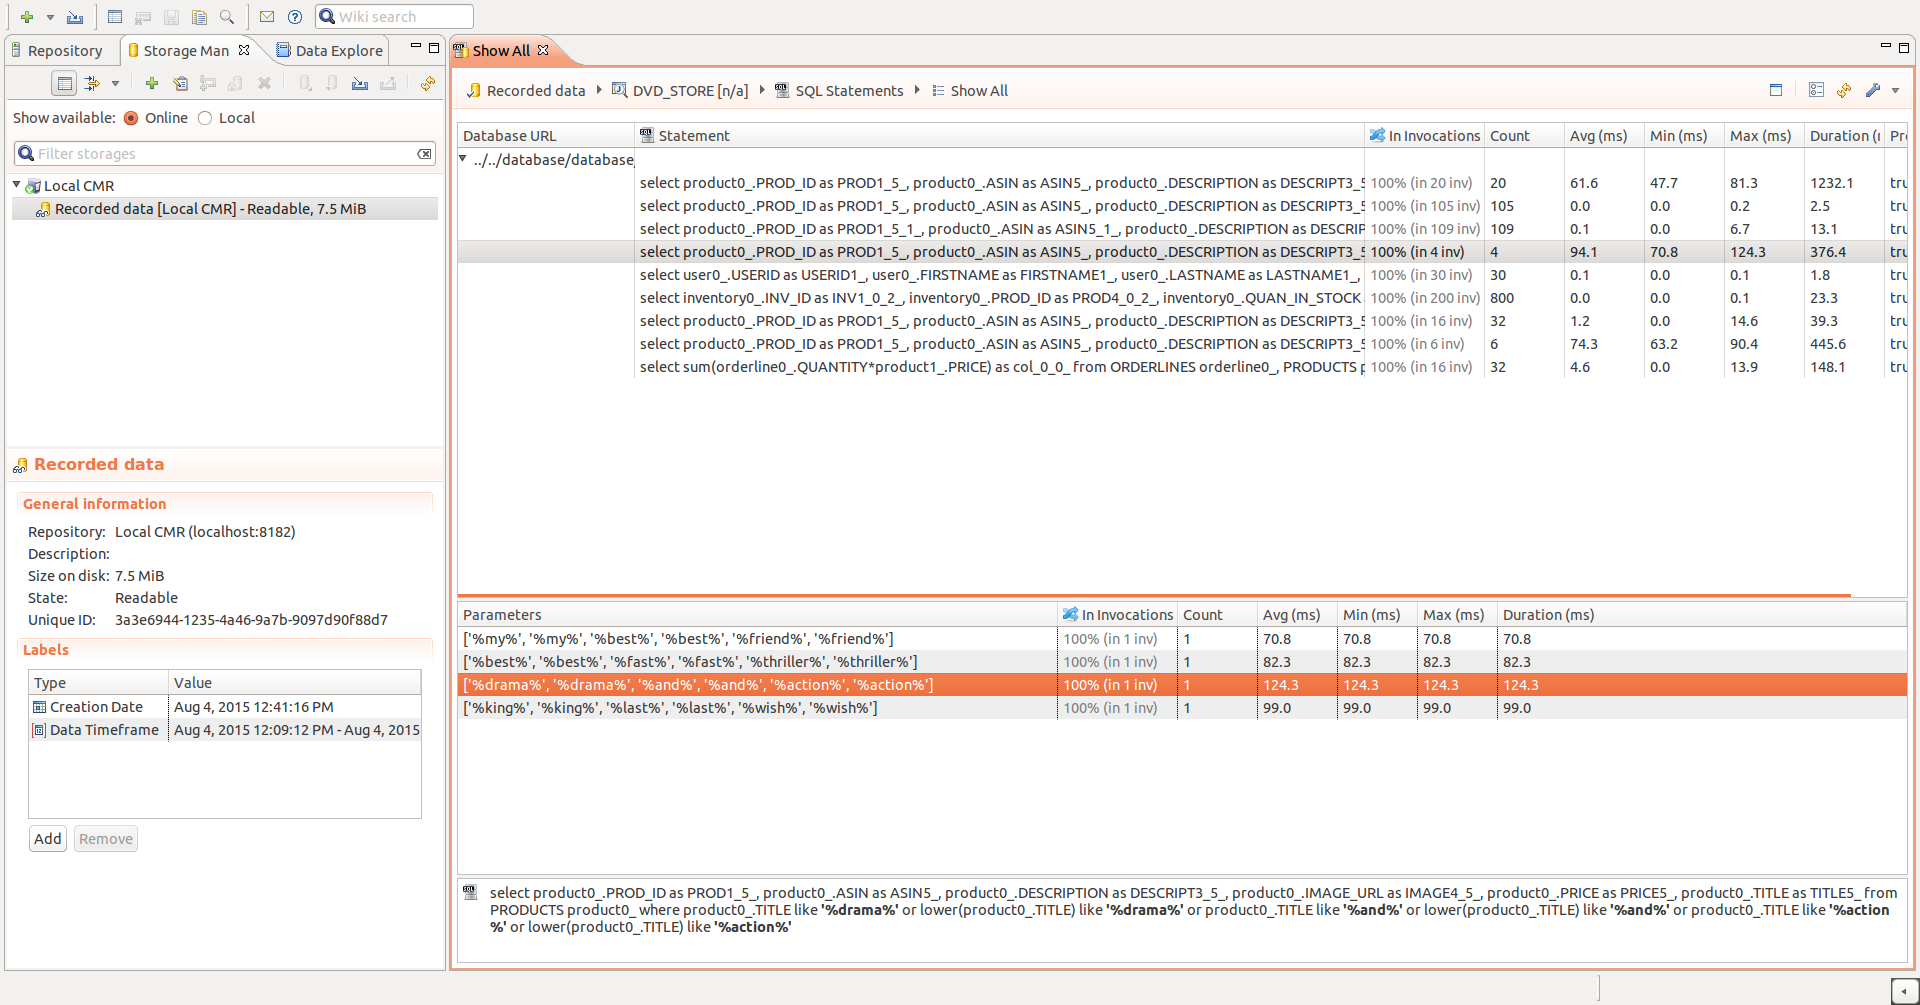 Wiki search
Repository
Storage Man
Data Explore
Show available: Online Local
Filter storages
Local CMR
Recorded data [Local CMR] - Readable, 7.5 MiB
Recorded data
General information
Repository: Local CMR (localhost:8182)
Description:
Size on disk: 7.5 MiB
State: Readable
Unique ID: 3a3e6944-1235-4a46-9a7b-9097d90f88d7
Labels
Type Value
Creation Date Aug 4, 2015 12:41:16 PM
Data Timeframe Aug 4, 2015 12:09:12 PM - Aug 4, 2015
Add Remove
Show All
Recorded data DVD_STORE [n/a] SQL Statements Show All
Database URL Statement In Invocations Count Avg (ms) Min (ms) Max (ms) Duration (r Pr
../../database/database,
select product0_.PROD_ID as PROD1_5_, product0_.ASIN as ASIN5_, product0_.DESCRIPTION as DESCRIPT3_5 100% (in 20 inv) 20 61.6 47.7 81.3 1232.1 tru
select product0_.PROD_ID as PROD1_5_, product0_.ASIN as ASIN5_, product0_.DESCRIPTION as DESCRIPT3_5 100% (in 105 inv) 105 0.0 0.0 0.2 2.5 tru
select product0_.PROD_ID as PROD1_5_1_, product0_.ASIN as ASIN5_1_, product0_.DESCRIPTION as DESCRIP 100% (in 109 inv) 109 0.1 0.0 6.7 13.1 tru
select product0_.PROD_ID as PROD1_5_, product0_.ASIN as ASIN5_, product0_.DESCRIPTION as DESCRIPT3_5 100% (in 4 inv) 4 94.1 70.8 124.3 376.4 tru
select user0_.USERID as USERID1_, user0_.FIRSTNAME as FIRSTNAME1_, user0_.LASTNAME as LASTNAME1_, 100% (in 30 inv) 30 0.1 0.0 0.1 1.8 tru
select inventory0_.INV_ID as INV1_0_2_, inventory0_.PROD_ID as PROD4_0_2_, inventory0_.QUAN_IN_STOCK 100% (in 200 inv) 800 0.0 0.0 0.1 23.3 tru
select product0_.PROD_ID as PROD1_5_, product0_.ASIN as ASIN5_, product0_.DESCRIPTION as DESCRIPT3_5 100% (in 16 inv) 32 1.2 0.0 14.6 39.3 tru
select product0_.PROD_ID as PROD1_5_, product0_.ASIN as ASIN5_, product0_.DESCRIPTION as DESCRIPT3_5 100% (in 6 inv) 6 74.3 63.2 90.4 445.6 tru
select sum(orderline0_.QUANTITY*product1_.PRICE) as col_0_0_ from ORDERLINES orderline0_, PRODUCTS p 100% (in 16 inv) 32 4.6 0.0 13.9 148.1 tru
Parameters In Invocations Count Avg (ms) Min (ms) Max (ms) Duration (ms)
['%my%', '%my%', '%best%', '%best%', '%friend%', '%friend%'] 100% (in 1 inv) 1 70.8 70.8 70.8 70.8
['%best%', '%best%', '%fast%', '%fast%', '%thriller%', '%thriller%'] 100% (in 1 inv) 1 82.3 82.3 82.3 82.3
['%drama%', '%drama%', '%and%', '%and%', '%action%', '%action%'] 100% (in 1 inv) 1 124.3 124.3 124.3 124.3
['%king%', '%king%', '%last%', '%last%', '%wish%', '%wish%'] 100% (in 1 inv) 1 99.0 99.0 99.0 99.0
select product0_.PROD_ID as PROD1_5_, product0_.ASIN as ASIN5_, product0_.DESCRIPTION as DESCRIPT3_5_, product0_.IMAGE_URL as IMAGE4_5_, product0_.PRICE as PRICE5_, product0_.TITLE as TITLE5_ from
PRODUCTS product0_ where product0_.TITLE like '%drama%' or lower(product0_.TITLE) like '%drama%' or product0_.TITLE like '%and%' or lower(product0_.TITLE) like '%and%' or product0_.TITLE like '%action
%' or lower(product0_.TITLE) like '%action%'